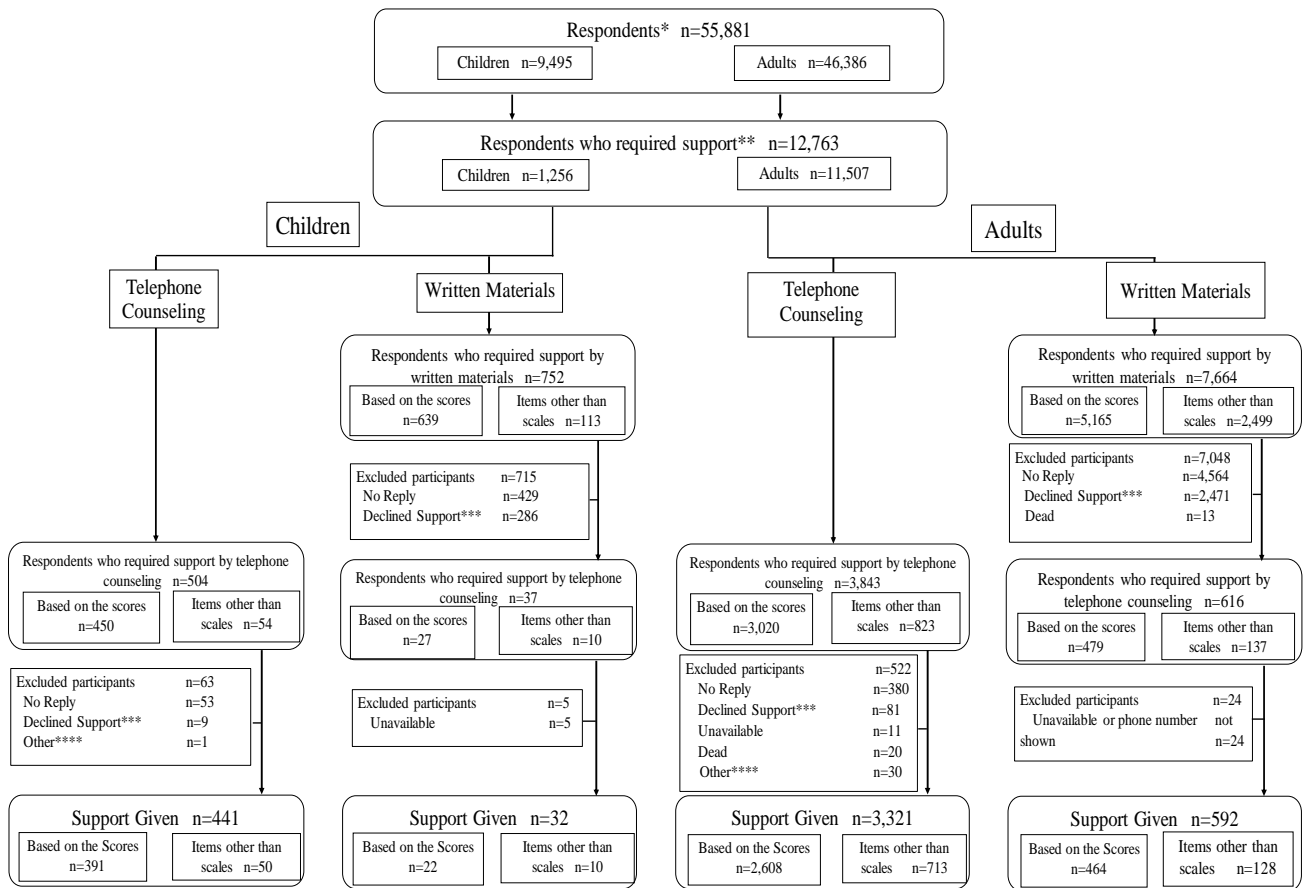 Respondents* n=55,881
Children n=9,495
Adults n=46,386
Respondents who required support** n=12,763
Children n=1,256
Adults n=11,507
Children
Adults
Telephone
Counseling
Written Materials
Telephone
Counseling
Written Materials
Respondents who required support by
written materials n=752
Based on the scores
n=639
Items other than
scales n=113
Respondents who required support by
written materials n=7,664
Based on the scores
n=5,165
Items other than
scales n=2,499
Excluded participants n=715
No Reply n=429
Declined Support*** n=286
Excluded participants n=7,048
No Reply n=4,564
Declined Support*** n=2,471
Dead n=13
Respondents who required support by telephone
counseling n=504
Based on the scores
n=450
Items other than
scales n=54
Respondents who required support by telephone
counseling n=37
Based on the scores
n=27
Items other than
scales n=10
Respondents who required support by telephone
counseling n=3,843
Based on the scores
n=3,020
Items other than
scales n=823
Respondents who required support by
telephone counseling n=616
Based on the scores
n=479
Items other than
scales n=137
Excluded participants n=63
No Reply n=53
Declined Support*** n=9
Other**** n=1
Excluded participants n=5
Unavailable n=5
Excluded participants n=522
No Reply n=380
Declined Support*** n=81
Unavailable n=11
Dead n=20
Other**** n=30
Excluded participants n=24
Unavailable or phone number not
shown n=24
Support Given n=441
Based on the Scores
n=391
Items other than
scales n=50
Support Given n=32
Based on the Scores
n=22
Items other than
scales n=10
Support Given n=3,321
Based on the Scores
n=2,608
Items other than
scales n=713
Support Given n=592
Based on the Scores
n=464
Items other than
scales n=128